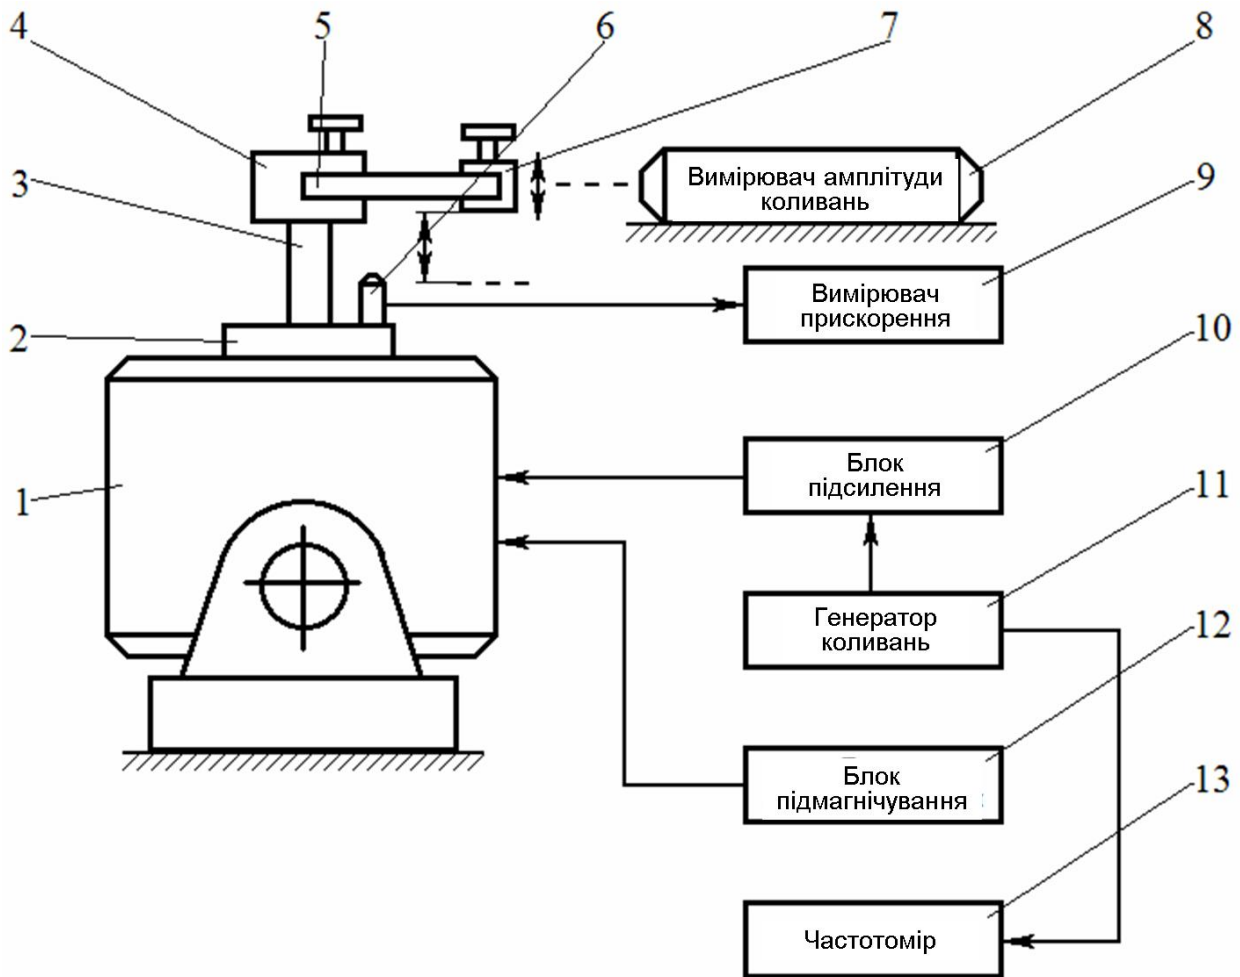 4
5
6
7
8
3
Вимірювач амплітуди
коливань
9
Вимірювач
прискорення
2
10
Блок
підсилення
1
11
Генератор
коливань
12
Блок
підмагнічування
13
Частотомір